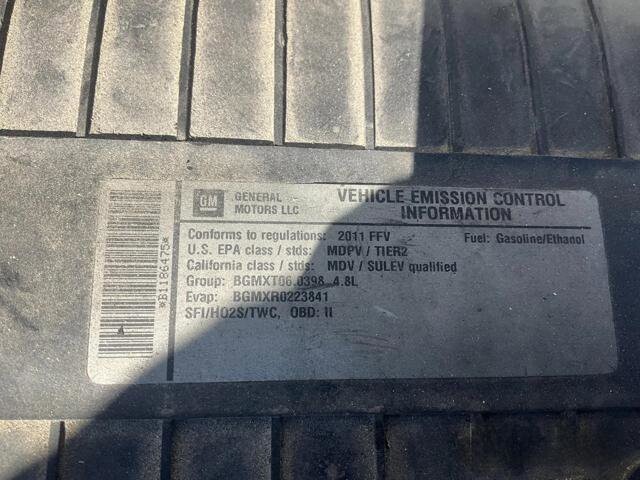 GM GENERAL MOTORS LLC
VEHICLE EMISSION CONTROL INFORMATION
Conforms to regulations: 2011 FFV Fuel: Gasoline/Ethanol
U.S. EPA class / stds: MDPV / TIER2
California class / stds: MDV / SULEV qualified
Group: BGMXT06.0398 4.8L
Evap: BGMXR0223841
SFI/HO2S/TWC, OBD: II
*B1186475*